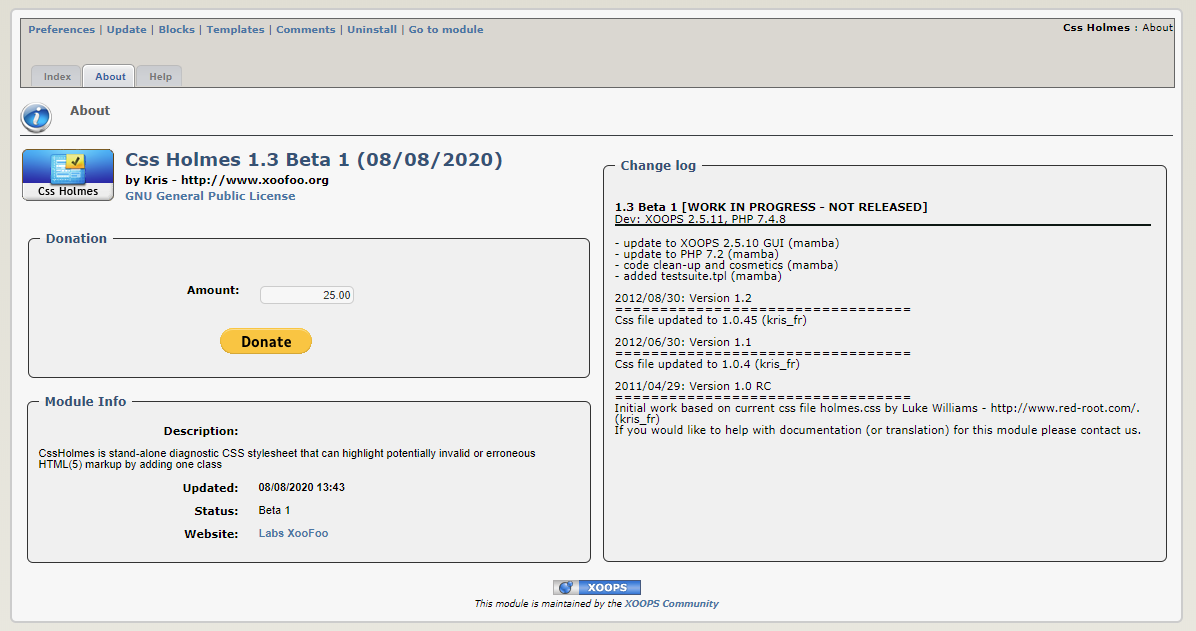 Preferences | Update | Blocks | Templates | Comments | Uninstall | Go to module
Css Holmes : About
Index
About
Help
About
Css Holmes
Css Holmes 1.3 Beta 1 (08/08/2020)
by Kris - http://www.xoofoo.org
GNU General Public License
Donation
Amount:
25.00
Donate
Module Info
Description:
CssHolmes is stand-alone diagnostic CSS stylesheet that can highlight potentially invalid or erroneous
HTML(5) markup by adding one class
Updated: 08/08/2020 13:43
Status: Beta 1
Website: Labs XooFoo
Change log
1.3 Beta 1 [WORK IN PROGRESS - NOT RELEASED]
Dev: XOOPS 2.5.11, PHP 7.4.8
- update to XOOPS 2.5.10 GUI (mamba)
- update to PHP 7.2 (mamba)
- code clean-up and cosmetics (mamba)
- added testsuite.tpl (mamba)
2012/08/30: Version 1.2
=================================
Css file updated to 1.0.45 (kris_fr)
2012/06/30: Version 1.1
=================================
Css file updated to 1.0.4 (kris_fr)
2011/04/29: Version 1.0 RC
=================================
Initial work based on current css file holmes.css by Luke Williams - http://www.red-root.com/.
(kris_fr)
If you would like to help with documentation (or translation) for this module please contact us.
XOOPS
This module is maintained by the XOOPS Community